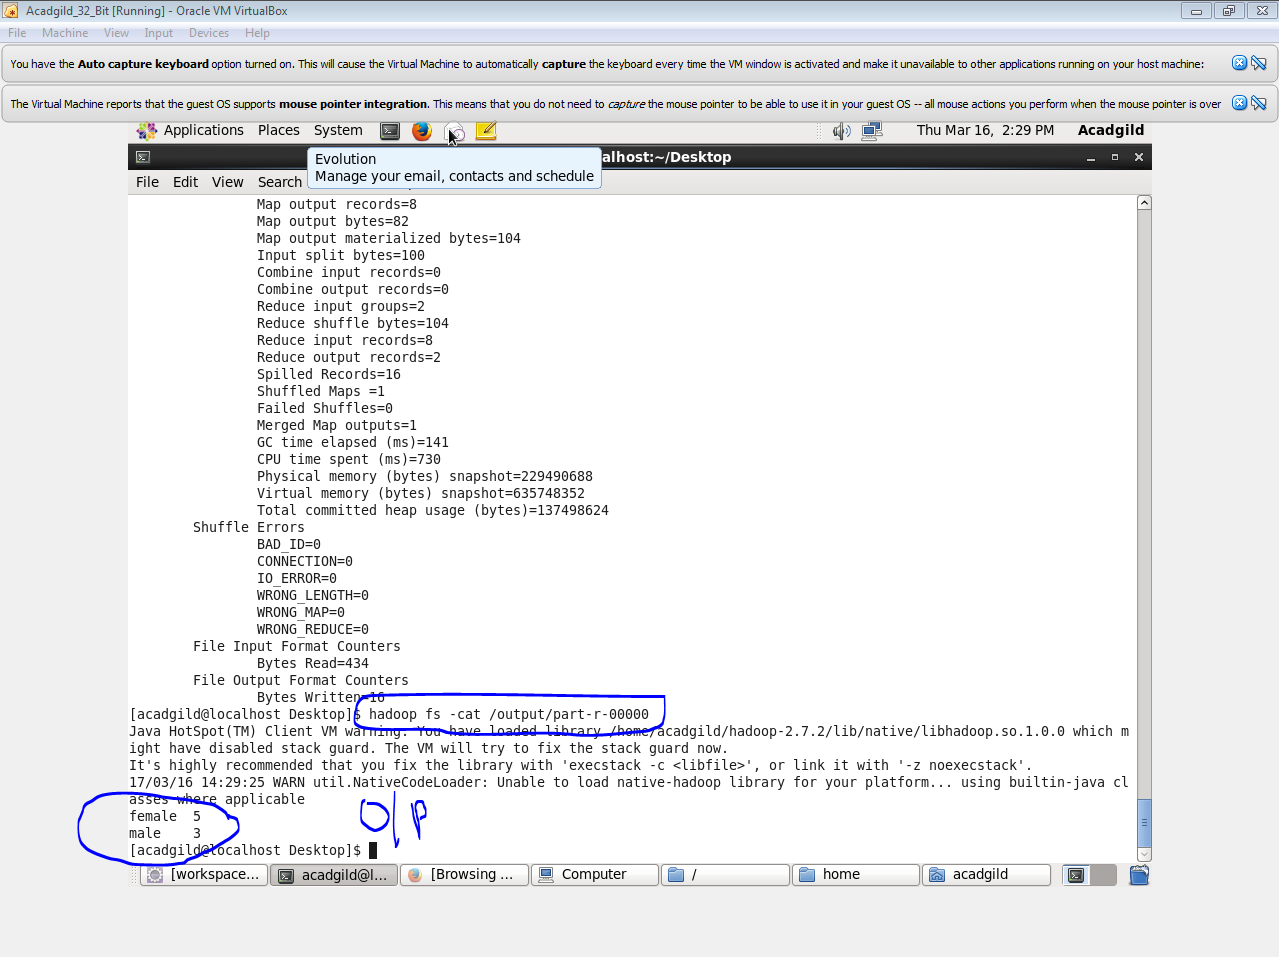 Acadgild_32_Bit [Running] - Oracle VM VirtualBox
File Machine View Input Devices Help
You have the Auto capture keyboard option turned on. This will cause the Virtual Machine to automatically capture the keyboard every time the VM window is activated and make it unavailable to other applications running on your host machine:
The Virtual Machine reports that the guest OS supports mouse pointer integration. This means that you do not need to capture the mouse pointer to be able to use it in your guest OS -- all mouse actions you perform when the mouse pointer is over
Applications Places System Thu Mar 16, 2:29 PM Acadgild
alhost:~/Desktop
Evolution
Manage your email, contacts and schedule
File Edit View Search
Map output records=8
Map output bytes=82
Map output materialized bytes=104
Input split bytes=100
Combine input records=0
Combine output records=0
Reduce input groups=2
Reduce shuffle bytes=104
Reduce input records=8
Reduce output records=2
Spilled Records=16
Shuffled Maps =1
Failed Shuffles=0
Merged Map outputs=1
GC time elapsed (ms)=141
CPU time spent (ms)=730
Physical memory (bytes) snapshot=229490688
Virtual memory (bytes) snapshot=635748352
Total committed heap usage (bytes)=137498624
Shuffle Errors
BAD_ID=0
CONNECTION=0
IO_ERROR=0
WRONG_LENGTH=0
WRONG_MAP=0
WRONG_REDUCE=0
File Input Format Counters
Bytes Read=434
File Output Format Counters
Bytes Written=16
[acadgild@localhost Desktop]$ hadoop fs -cat /output/part-r-00000
Java HotSpot(TM) Client VM warning: You have loaded library /home/acadgild/hadoop-2.7.2/lib/native/libhadoop.so.1.0.0 which m
ight have disabled stack guard. The VM will try to fix the stack guard now.
It's highly recommended that you fix the library with 'execstack -c <libfile>', or link it with '-z noexecstack'.
17/03/16 14:29:25 WARN util.NativeCodeLoader: Unable to load native-hadoop library for your platform... using builtin-java cl
asses where applicable
female 5
male 3
O/P
[acadgild@localhost Desktop]$
[workspace... acadgild@l... [Browsing ... Computer / home acadgild